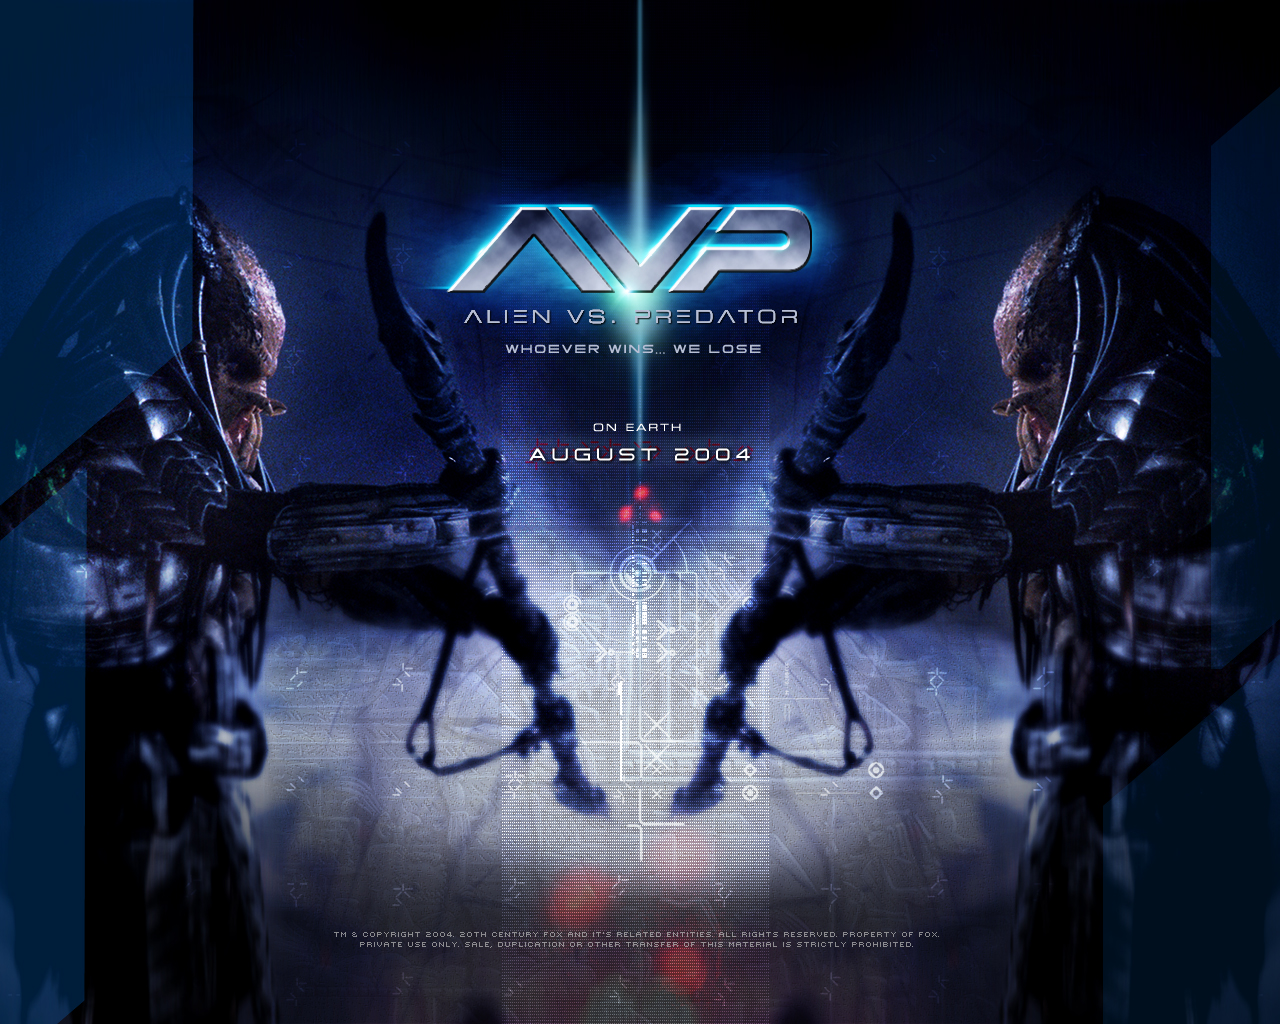 AVP
ALIEN VS. PREDATOR
WHOEVER WINS... WE LOSE
ON EARTH
AUGUST 2004
TM & COPYRIGHT 2004. 20TH CENTURY FOX AND IT'S RELATED ENTITIES. ALL RIGHTS RESERVED. PROPERTY OF FOX.
PRIVATE USE ONLY. SALE, DUPLICATION OR OTHER TRANSFER OF THIS MATERIAL IS STRICTLY PROHIBITED.